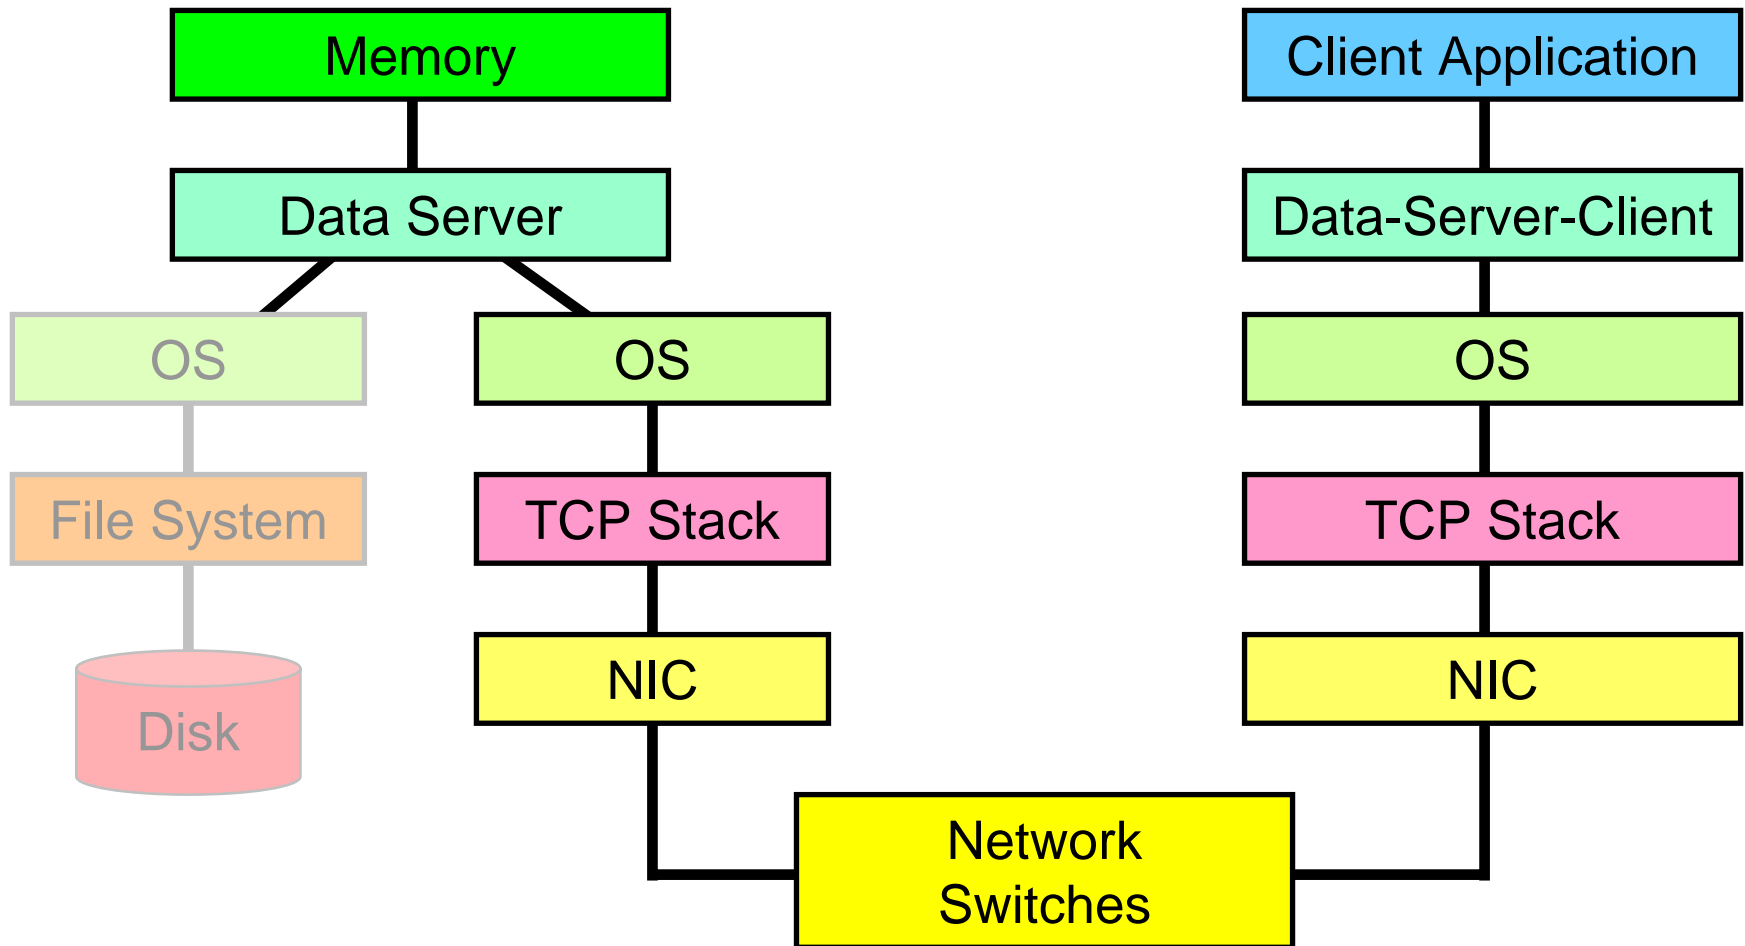 Memory
Client Application
Data Server
Data-Server-Client
OS
OS
OS
File System
TCP Stack
TCP Stack
NIC
NIC
Disk
Network
Switches